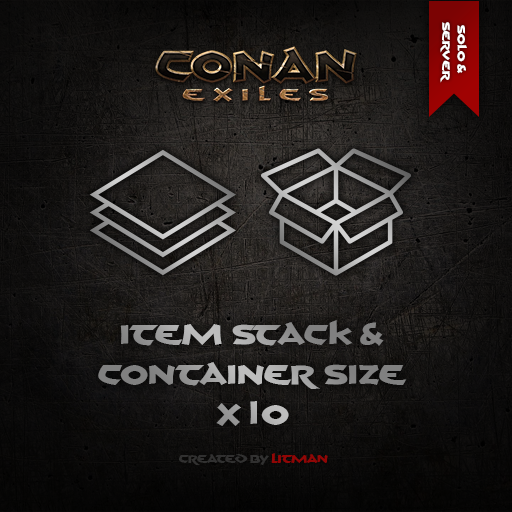 CONAN
EXILES
SOLO &
SERVER
ITEM STACK &
CONTAINER SIZE
x10
CREATED BY LITMAN